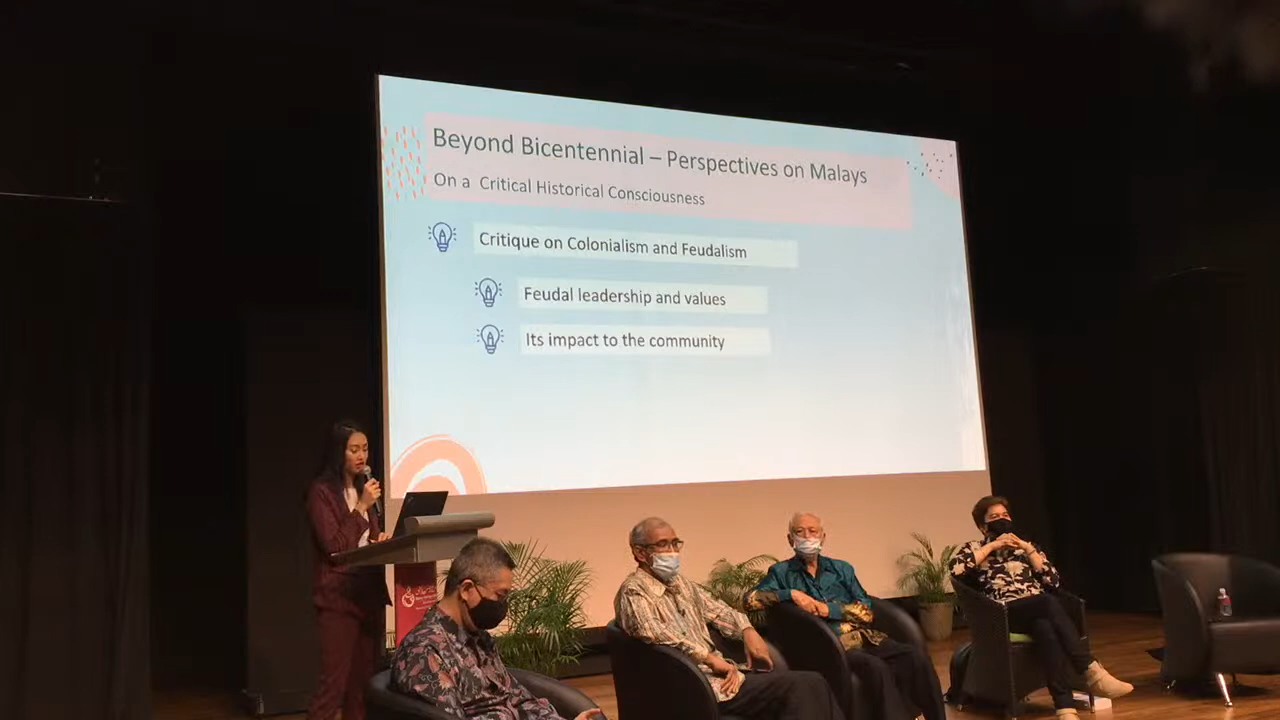 Beyond Bicentennial – Perspectives on Malays
On a Critical Historical Consciousness
Critique on Colonialism and Feudalism
Feudal leadership and values
Its impact to the community